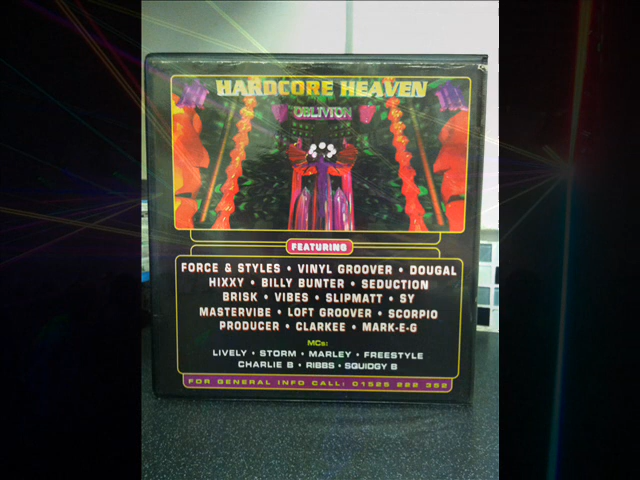 HARDCORE HEAVEN
OBLIVION
FEATURING
FORCE & STYLES • VINYL GROOVER • DOUGAL
HIXXY • BILLY BUNTER • SEDUCTION
BRISK • VIBES • SLIPMATT • SY
MASTERVIBE • LOFT GROOVER • SCORPIO
PRODUCER • CLARKEE • MARK-E-G
MCs:
LIVELY • STORM • MARLEY • FREESTYLE
CHARLIE B • RIBBS • SQUIDGY B
FOR GENERAL INFO CALL: 01525 222 352